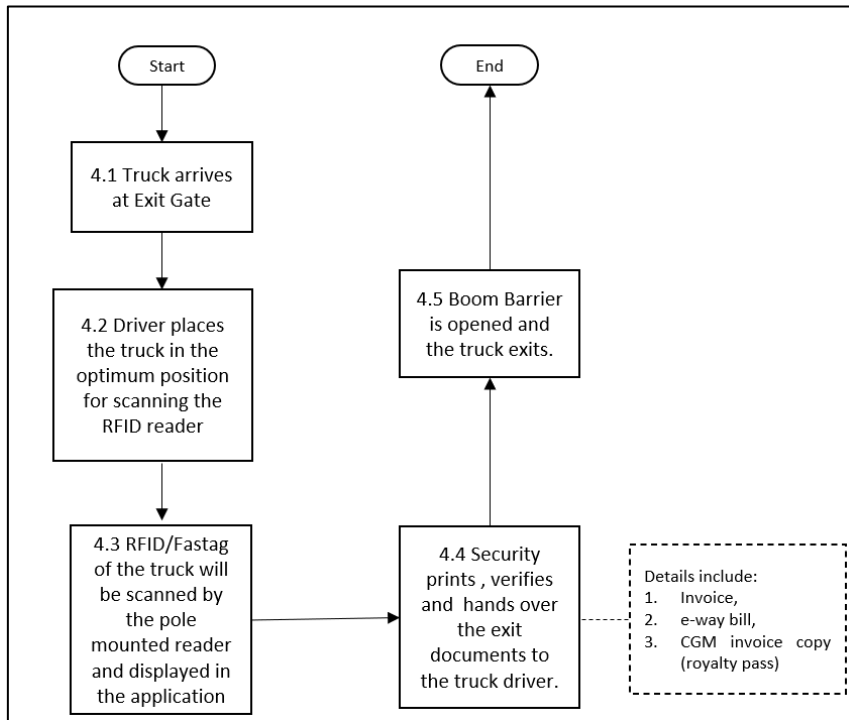 Start
4.1 Truck arrives
at Exit Gate
4.2 Driver places
the truck in the
optimum position
for scanning the
RFID reader
4.3 RFID/Fastag
of the truck will
be scanned by
the pole
mounted reader
and displayed in
the application
4.4 Security
prints , verifies
and hands over
the exit
documents to
the truck driver.
Details include:
1. Invoice,
2. e-way bill,
3. CGM invoice copy
(royalty pass)
4.5 Boom Barrier
is opened and
the truck exits.
End